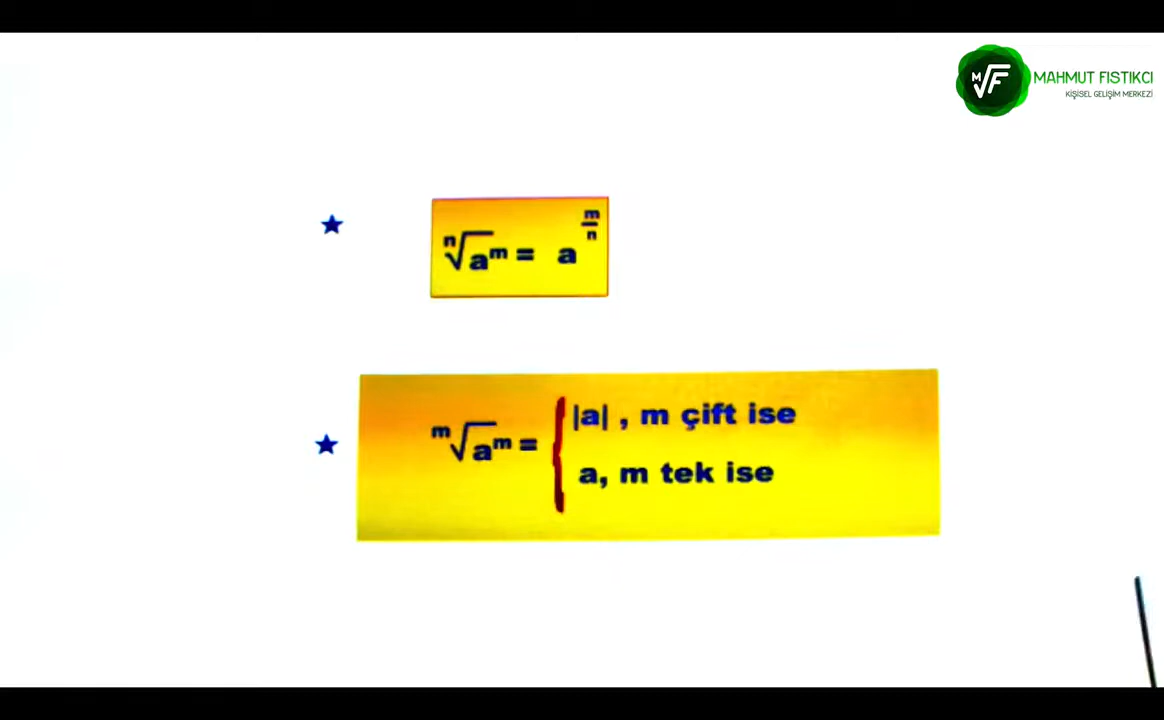 M√F
MAHMUT FISTIKCI
KİŞİSEL GELİŞİM MERKEZİ
★ ⁿ√aᵐ = a^(m/n)
★ ᵐ√aᵐ = { |a| , m çift ise
a, m tek ise